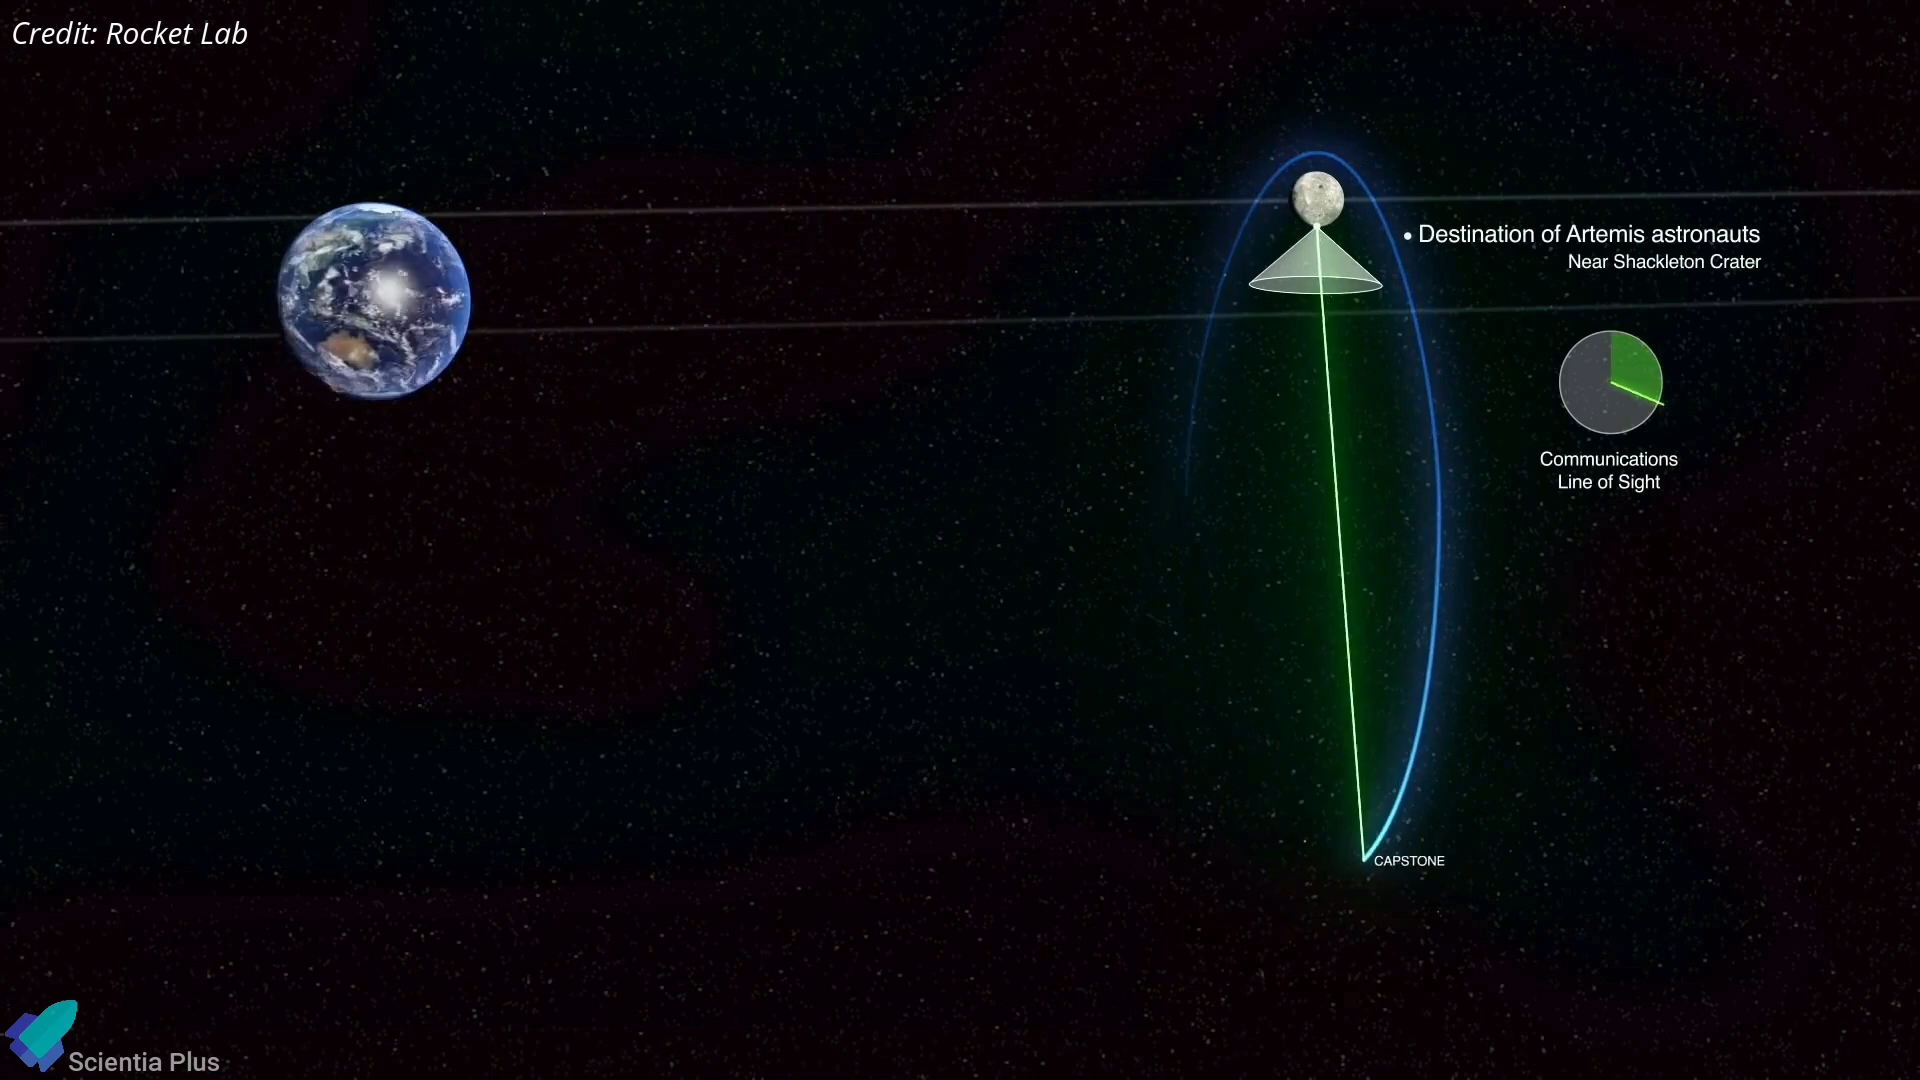 Credit: Rocket Lab
• Destination of Artemis astronauts
Near Shackleton Crater
Communications
Line of Sight
CAPSTONE
Scientia Plus